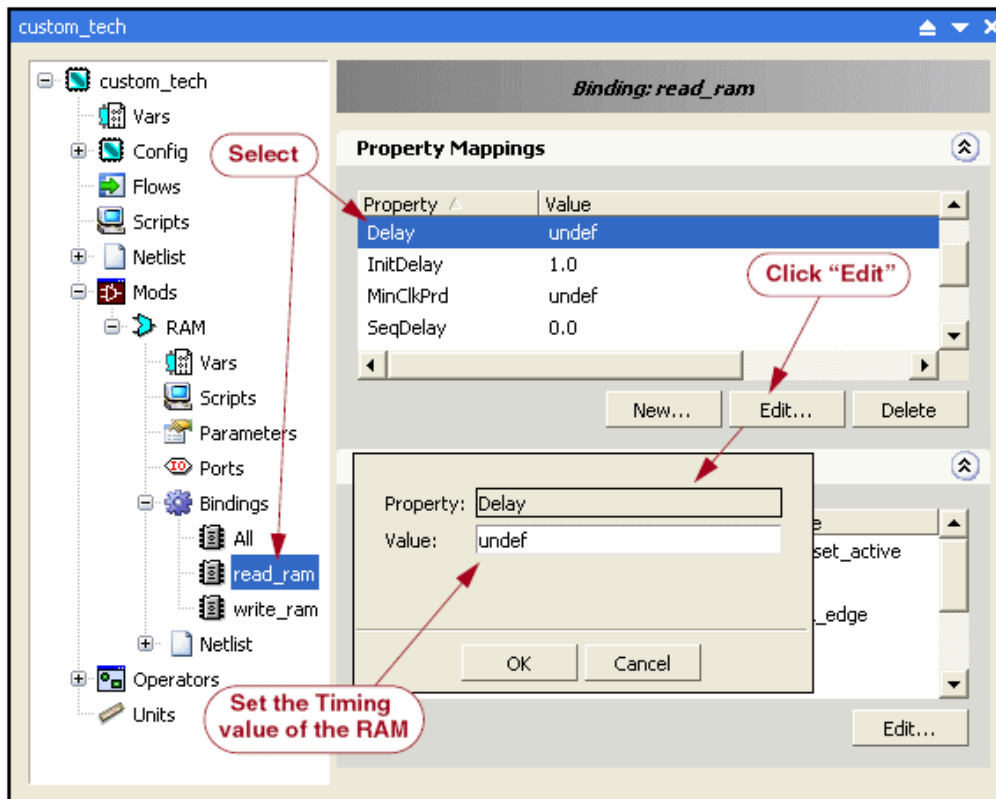 custom_tech
custom_tech
Vars
Config
Flows
Scripts
Netlist
Mods
RAM
Vars
Scripts
Parameters
Ports
Bindings
All
read_ram
write_ram
Netlist
Operators
Units
Select
Binding: read_ram
Property Mappings
Property Value
Delay undef
InitDelay 1.0
MinClkPrd undef
SeqDelay 0.0
Click “Edit”
New... Edit... Delete
Property: Delay
Value: undef
OK Cancel
set_active
_edge
Set the Timing
value of the RAM
Edit...